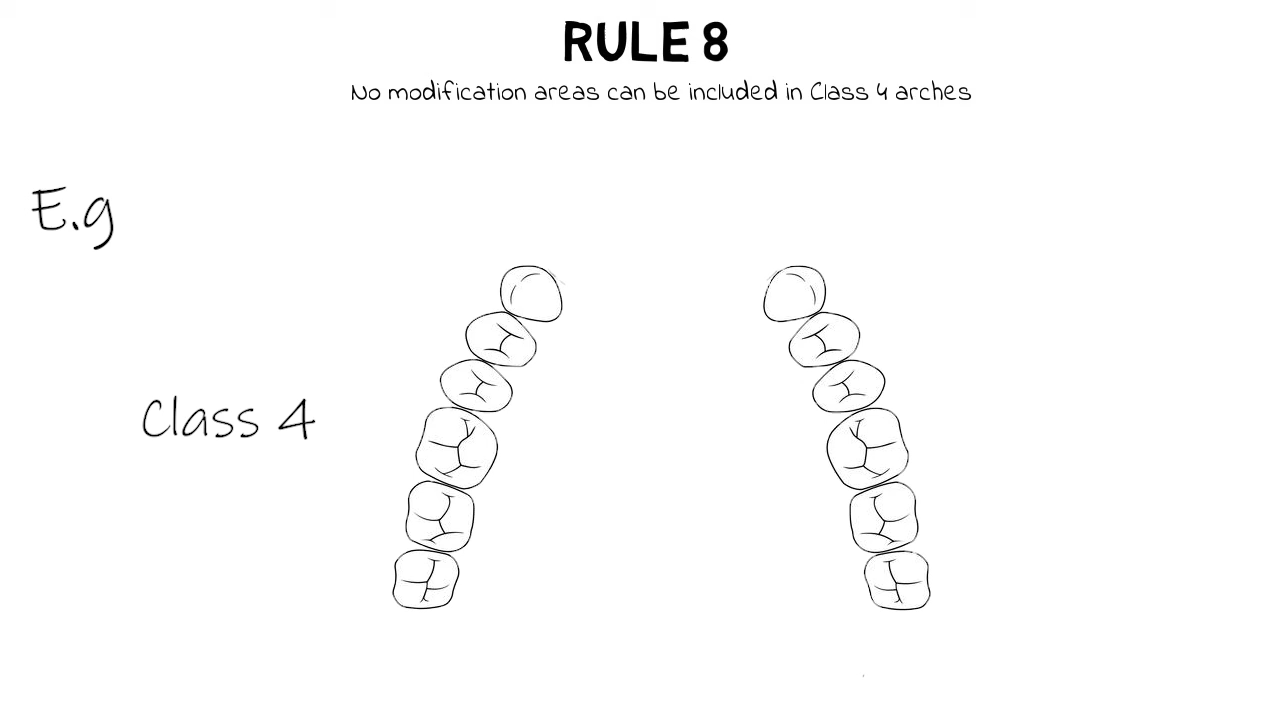 RULE 8
No modification areas can be included in Class 4 arches
E.g
Class 4